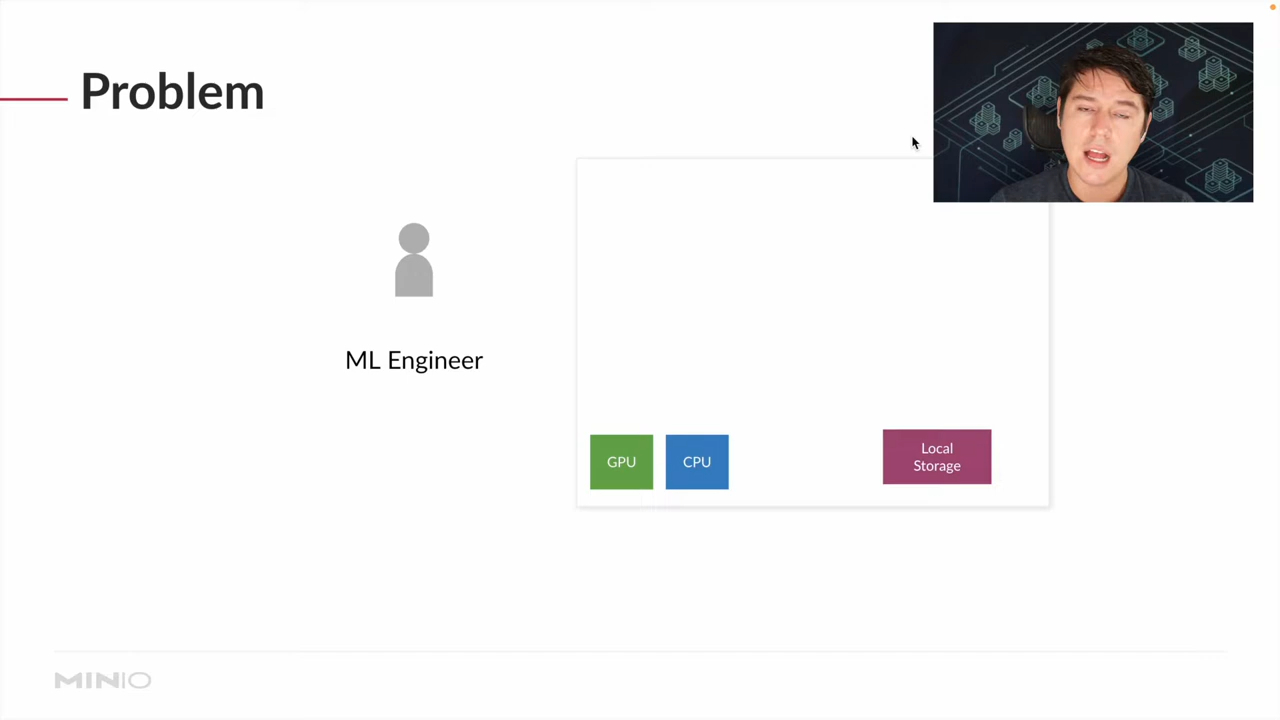 Problem
ML Engineer
GPU
CPU
Local
Storage
MINIO